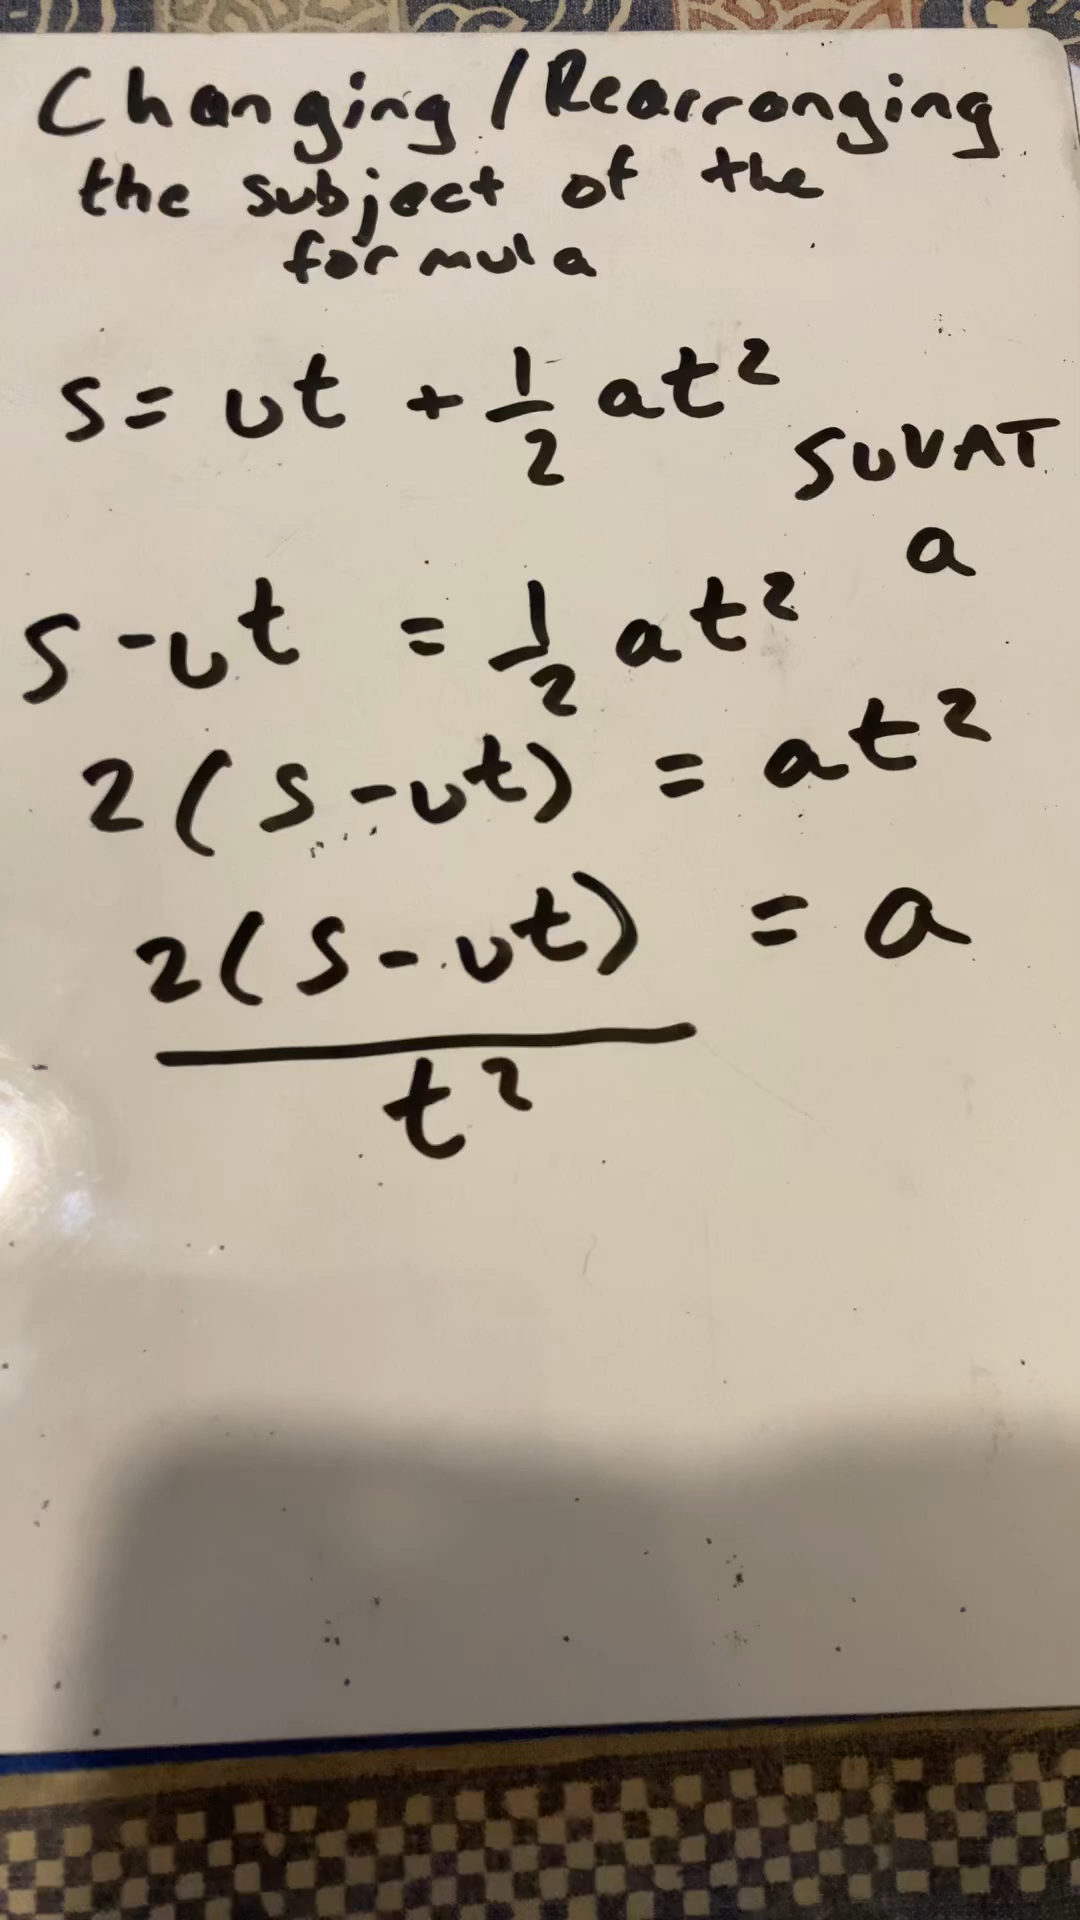 Changing / Rearranging
the subject of the
formula
s = ut + 1/2 at²
SUVAT
a
s - ut = 1/2 at²
2(s - ut) = at²
2(s - ut) = a
t²